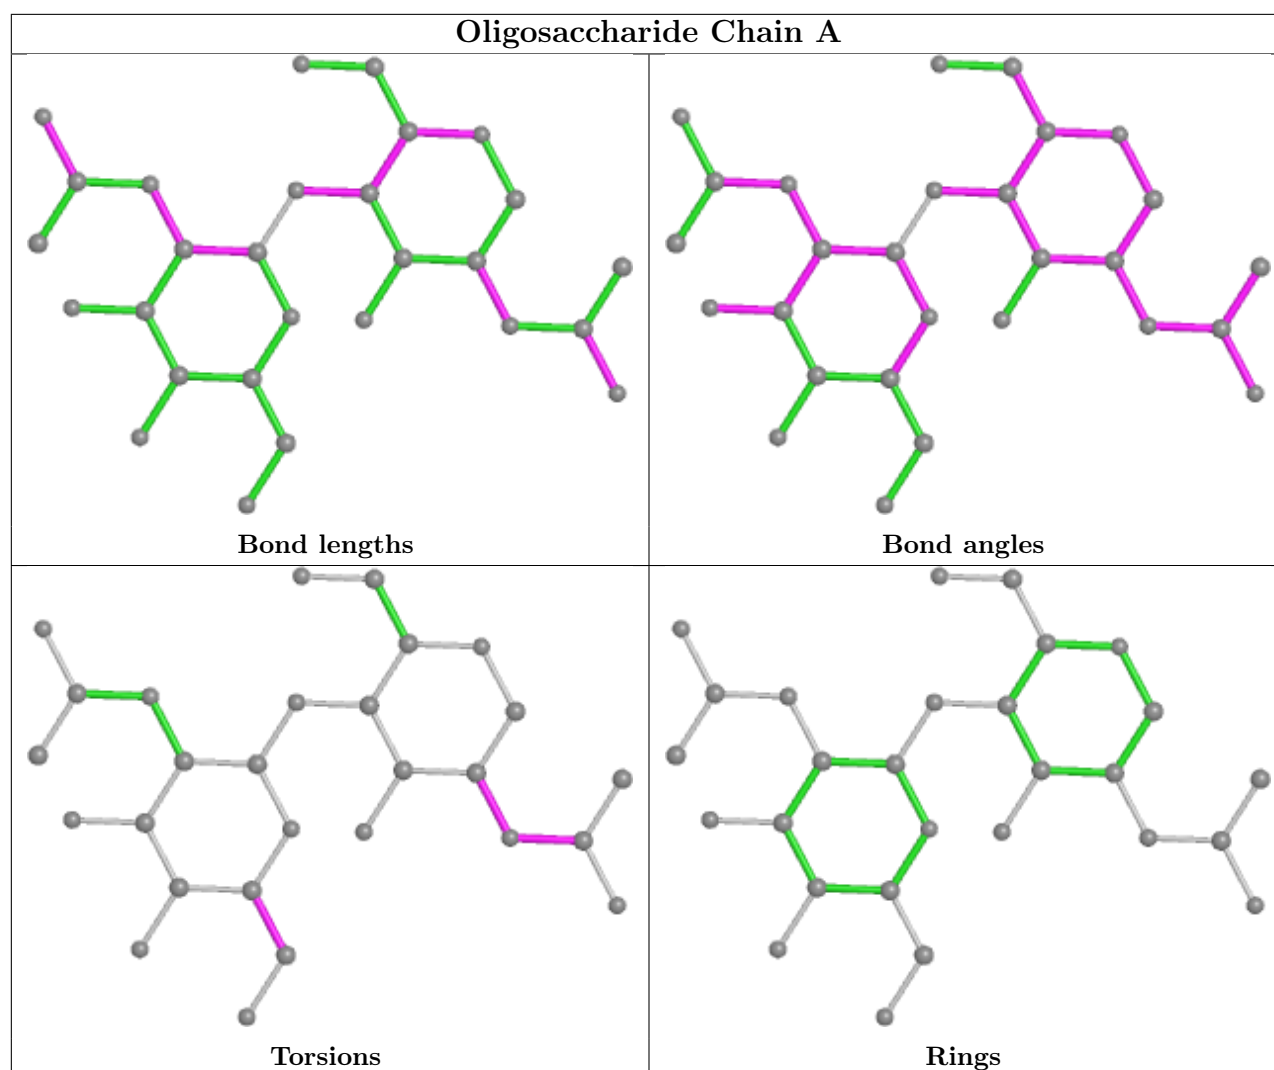 Oligosaccharide Chain A
Bond lengths
Bond angles
Torsions
Rings